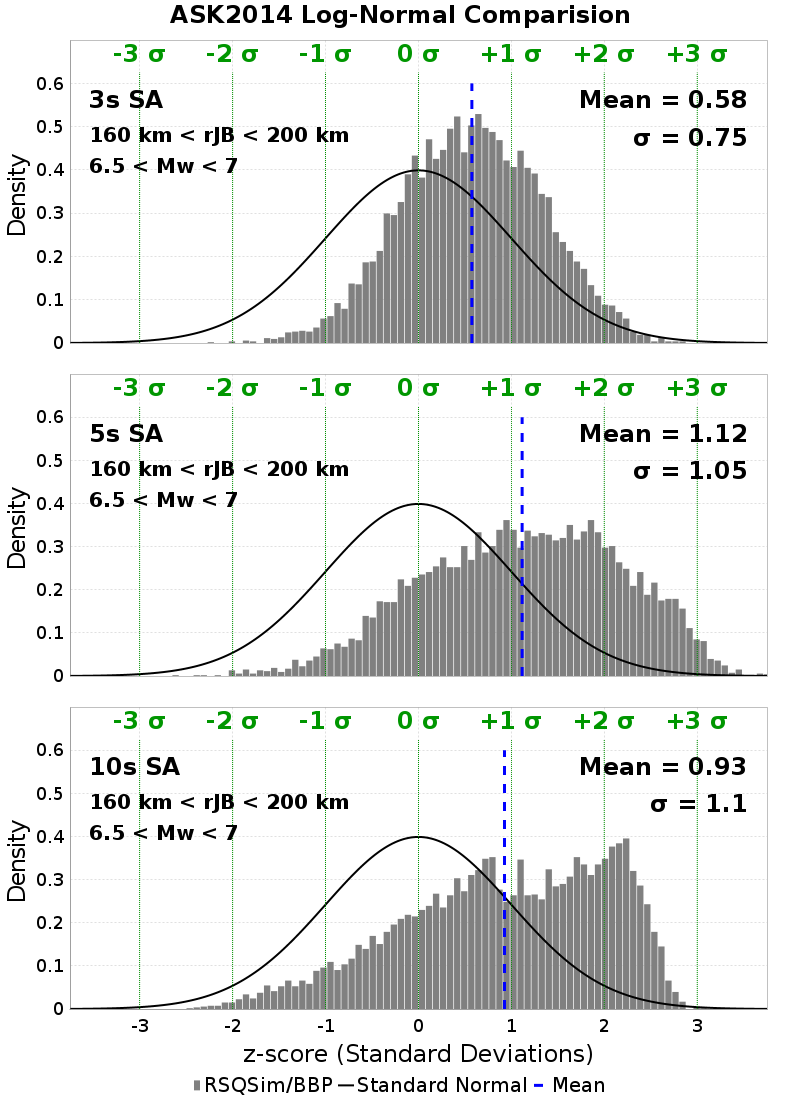 ASK2014 Log-Normal Comparision
-3 σ -2 σ -1 σ 0 σ +1 σ +2 σ +3 σ
0.6
3s SA
Mean = 0.58
0.5
160 km < rJB < 200 km
σ = 0.75
0.4
6.5 < Mw < 7
0.3
0.2
0.1
0
Density
-3 σ -2 σ -1 σ 0 σ +1 σ +2 σ +3 σ
0.6
5s SA
Mean = 1.12
0.5
160 km < rJB < 200 km
σ = 1.05
0.4
6.5 < Mw < 7
0.3
0.2
0.1
0
Density
-3 σ -2 σ -1 σ 0 σ +1 σ +2 σ +3 σ
0.6
10s SA
Mean = 0.93
0.5
160 km < rJB < 200 km
σ = 1.1
0.4
6.5 < Mw < 7
0.3
0.2
0.1
0
Density
-3 -2 -1 0 1 2 3
z-score (Standard Deviations)
RSQSim/BBP Standard Normal Mean